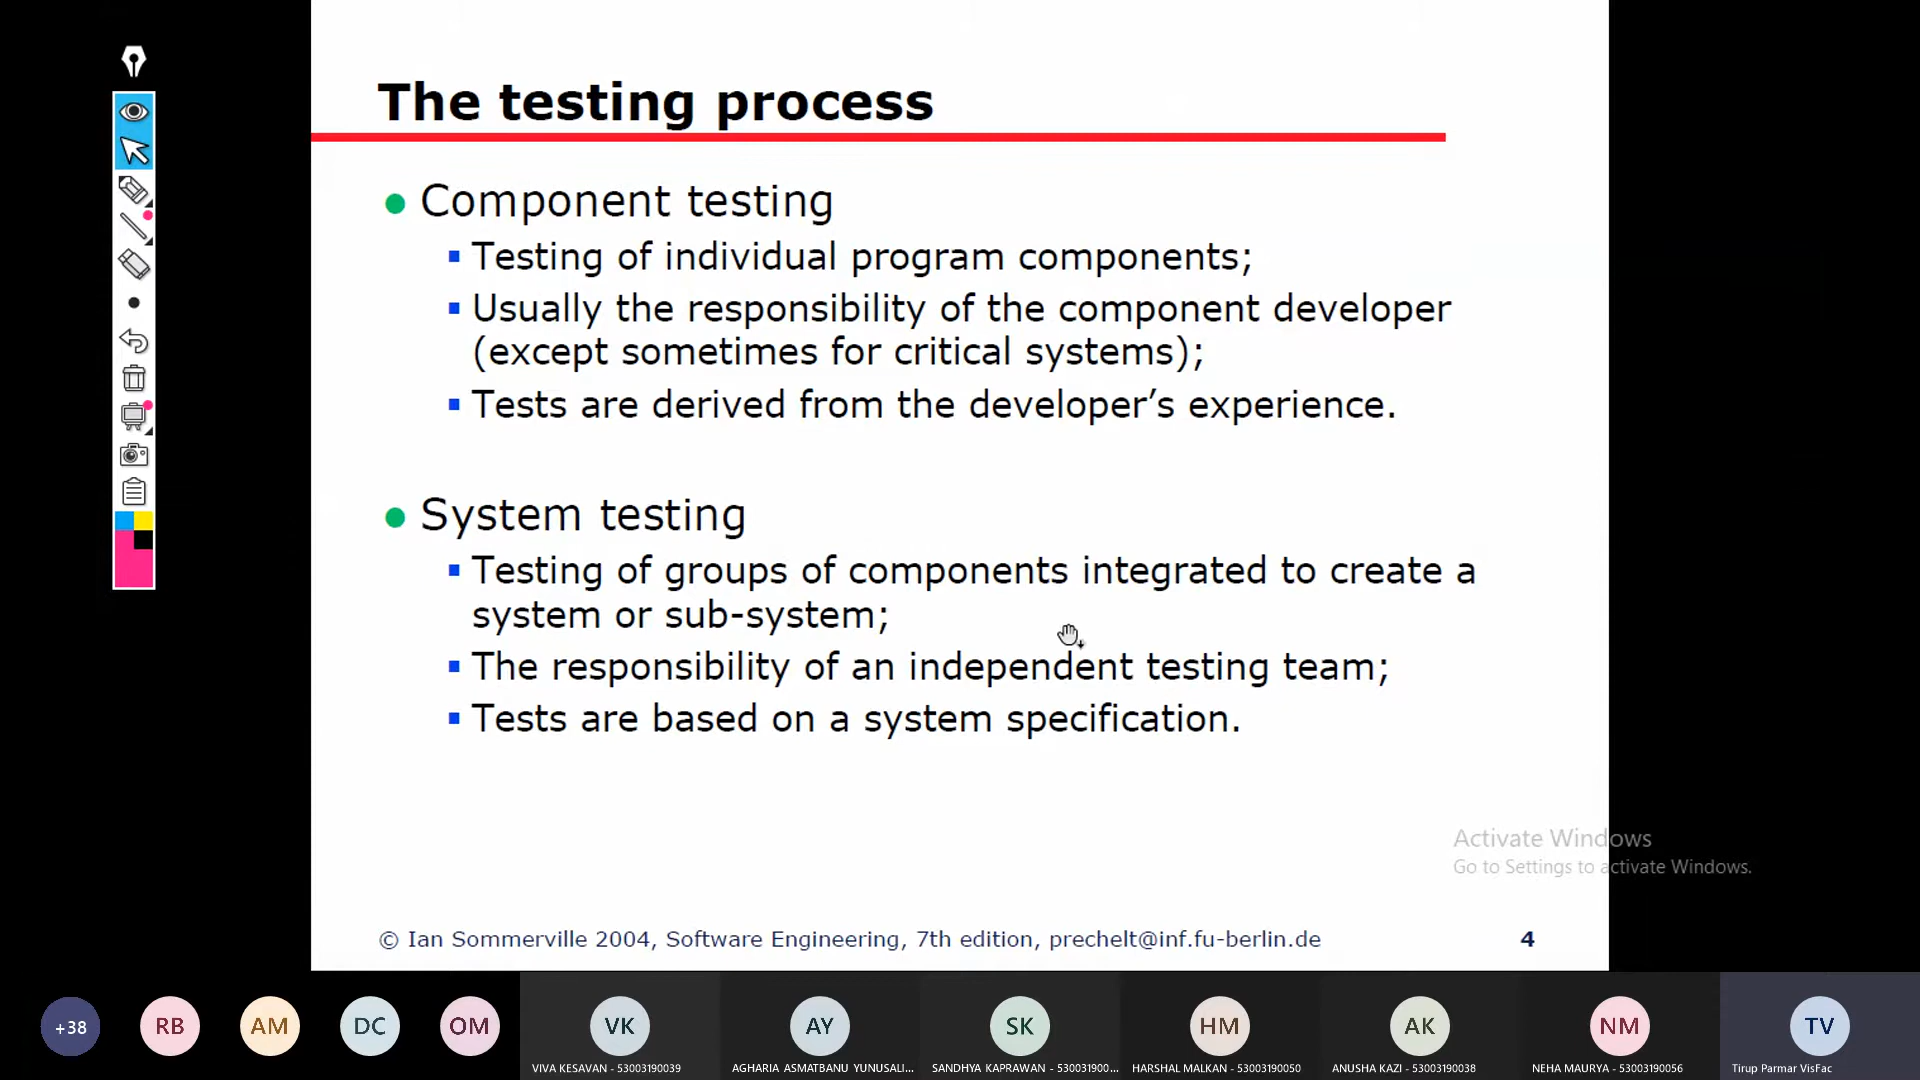 The testing process
Component testing
Testing of individual program components;
Usually the responsibility of the component developer
(except sometimes for critical systems);
Tests are derived from the developer’s experience.
System testing
Testing of groups of components integrated to create a
system or sub-system;
The responsibility of an independent testing team;
Tests are based on a system specification.
Activate Windows
Go to Settings to activate Windows.
© Ian Sommerville 2004, Software Engineering, 7th edition, prechelt@inf.fu-berlin.de 4
+38 RB AM DC OM VK AY SK HM AK NM TV
VIVA KESAVAN - 53003190039 AGHARIA ASMATBANU YUNUSALI... SANDHYA KAPRAWAN - 530031900... HARSHAL MALKAN - 53003190050 ANUSHA KAZI - 53003190038 NEHA MAURYA - 53003190056 Tirup Parmar VisFac